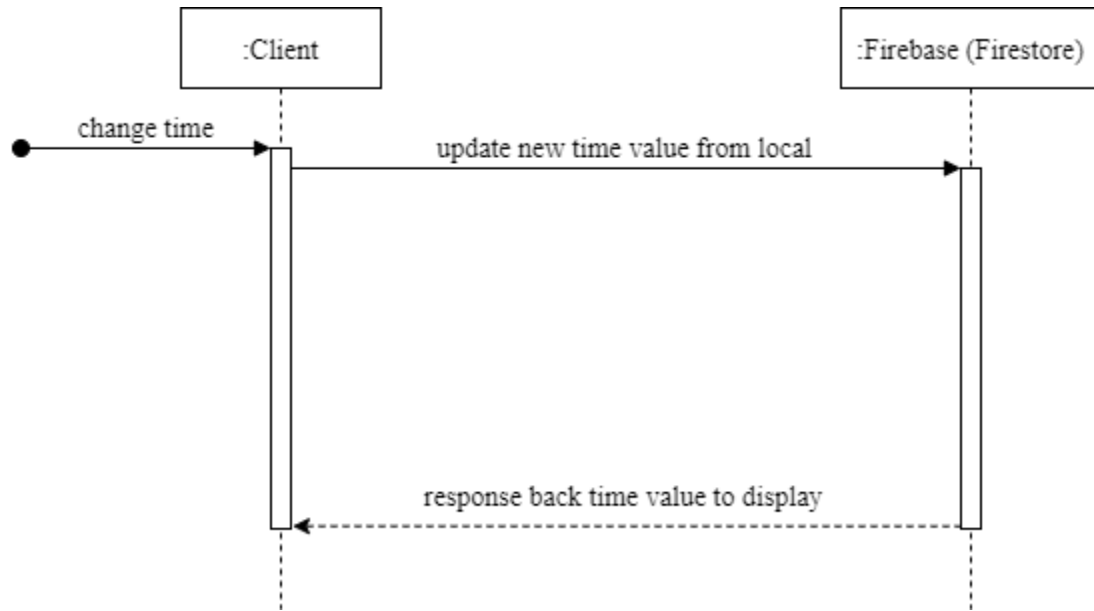 :Client
:Firebase (Firestore)
change time
update new time value from local
response back time value to display